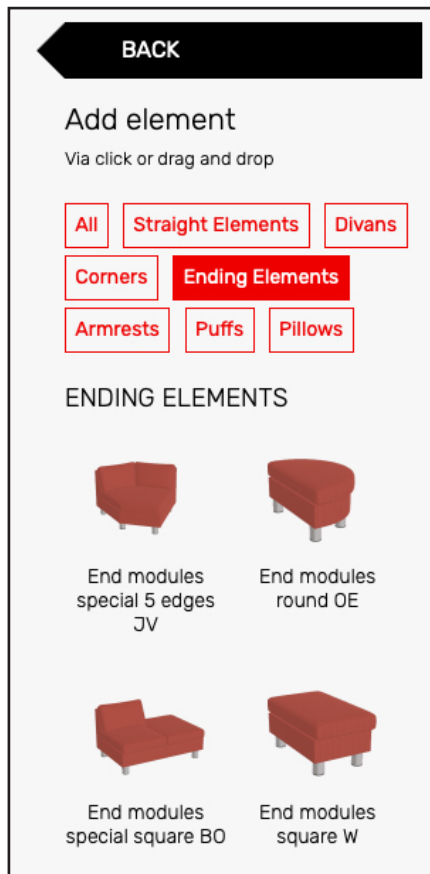 BACK
Add element
Via click or drag and drop
All Straight Elements Divans
Corners Ending Elements
Armrests Puffs Pillows
ENDING ELEMENTS
End modules
special 5 edges
JV
End modules
round OE
End modules
special square BO
End modules
square W